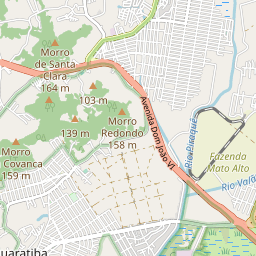 Morro
de Santa
Clara
164 m
103 m
139 m
Morro
Redondo
158 m
Morro
Covanca
159 m
Avenida Dom João VI
Rio Piraquê
Fazenda
Mato Alto
Rio Valã
uaratiba